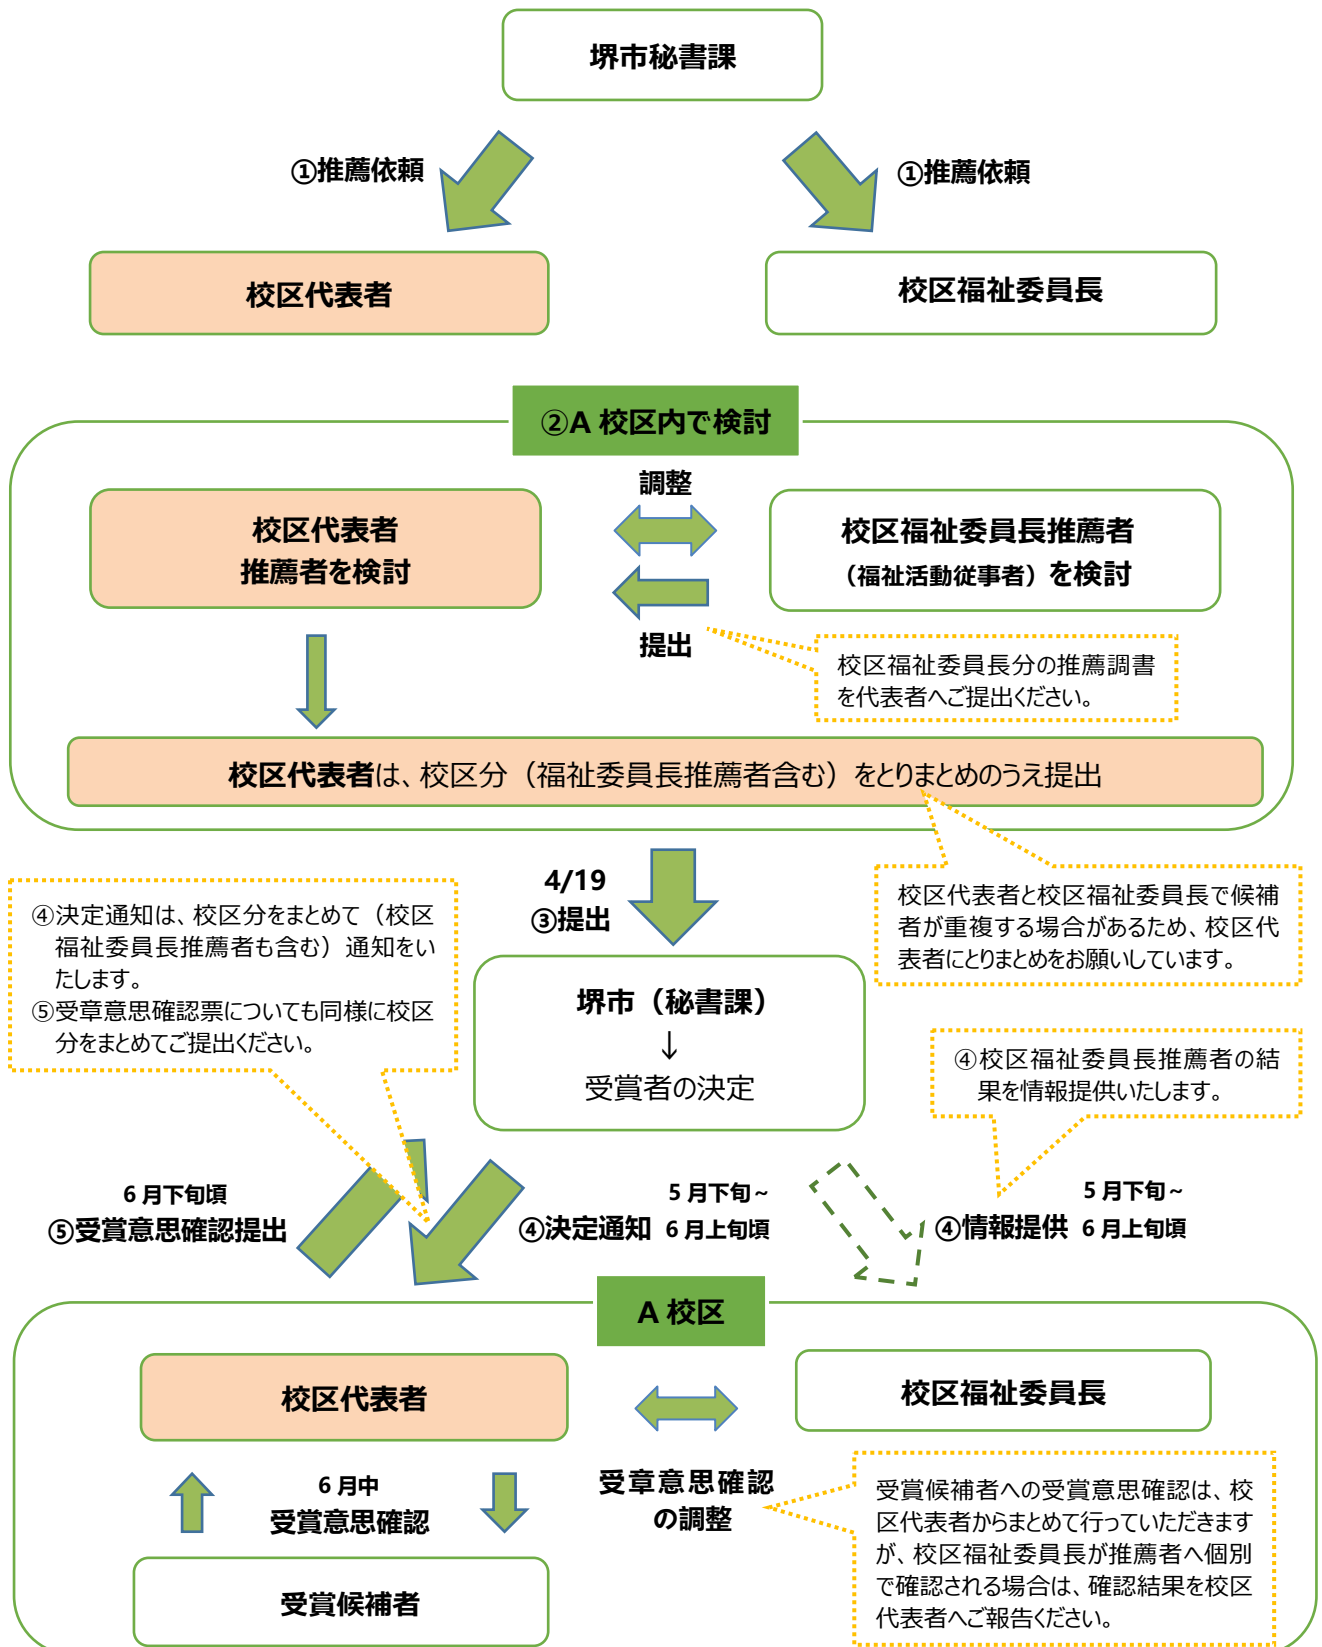 堺市秘書課
①推薦依頼
①推薦依頼
校区代表者
校区福祉委員長
②A 校区内で検討
調整
校区代表者
推薦者を検討
校区福祉委員長推薦者
（福祉活動従事者）を検討
提出
校区福祉委員長分の推薦調書
を代表者へご提出ください。
校区代表者は、校区分（福祉委員長推薦者含む）をとりまとめのうえ提出
4/19
③提出
校区代表者と校区福祉委員長で候補
者が重複する場合があるため、校区代
表者にとりまとめをお願いしています。
④決定通知は、校区分をまとめて（校区
福祉委員長推薦者も含む）通知をい
たします。
⑤受章意思確認票についても同様に校区
分をまとめてご提出ください。
堺市（秘書課）
↓
受賞者の決定
④校区福祉委員長推薦者の結
果を情報提供いたします。
6 月下旬頃
⑤受賞意思確認提出
5 月下旬～
④決定通知 6 月上旬頃
5 月下旬～
④情報提供 6 月上旬頃
A 校区
校区代表者
校区福祉委員長
6 月中
受賞意思確認
受章意思確認
の調整
受賞候補者への受賞意思確認は、校
区代表者からまとめて行っていただきます
が、校区福祉委員長が推薦者へ個別
で確認される場合は、確認結果を校区
代表者へご報告ください。
受賞候補者